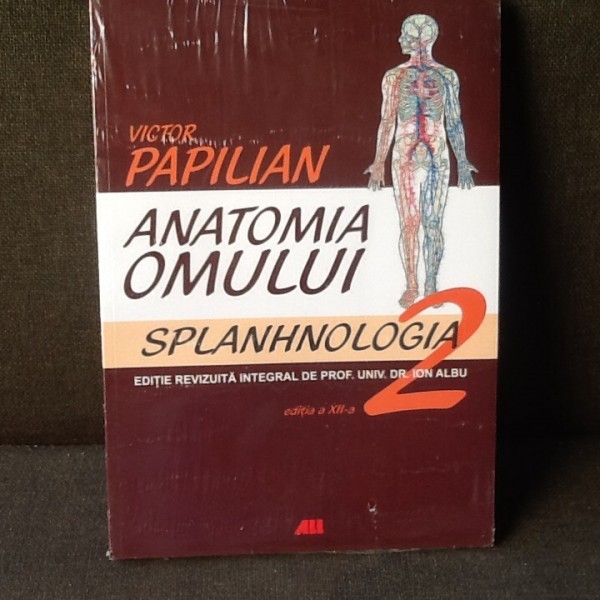 VICTOR
PAPILIAN
ANATOMIA
OMULUI
SPLANHNOLOGIA
2
EDIȚIE REVIZUITĂ INTEGRAL DE PROF. UNIV. DR. ION ALBU
ediția a XII-a
ALL